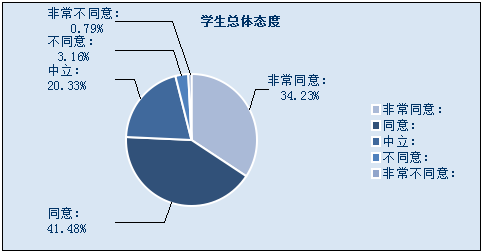 学生总体态度
非常不同意:
0.79%
不同意:
3.16%
中立:
20.33%
非常同意:
34.23%
同意:
41.48%
非常同意:
同意:
中立:
不同意:
非常不同意: